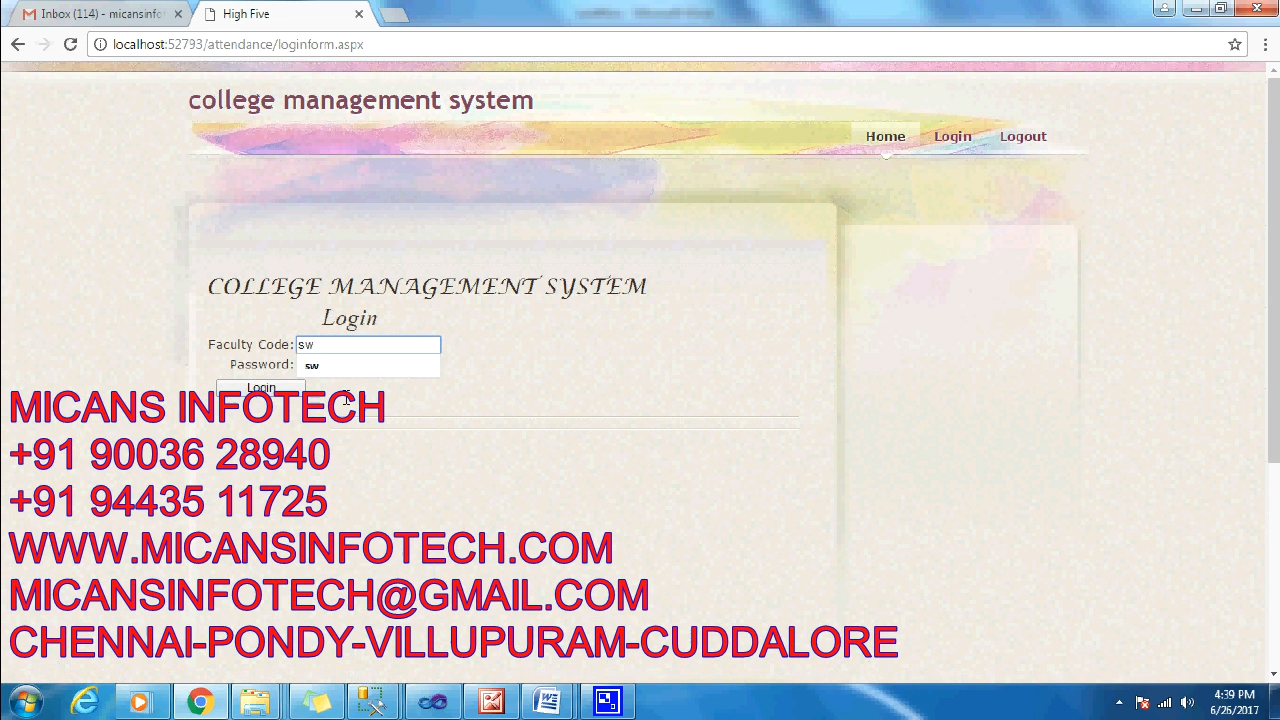 Inbox (114) - micansinfo
High Five
localhost:52793/attendance/loginform.aspx
college management system
Home Login Logout
COLLEGE MANAGEMENT SYSTEM
Login
Faculty Code: sw
Password: sw
Login
MICANS INFOTECH
+91 90036 28940
+91 94435 11725
WWW.MICANSINFOTECH.COM
MICANSINFOTECH@GMAIL.COM
CHENNAI-PONDY-VILLUPURAM-CUDDALORE
4:39 PM
6/26/2017